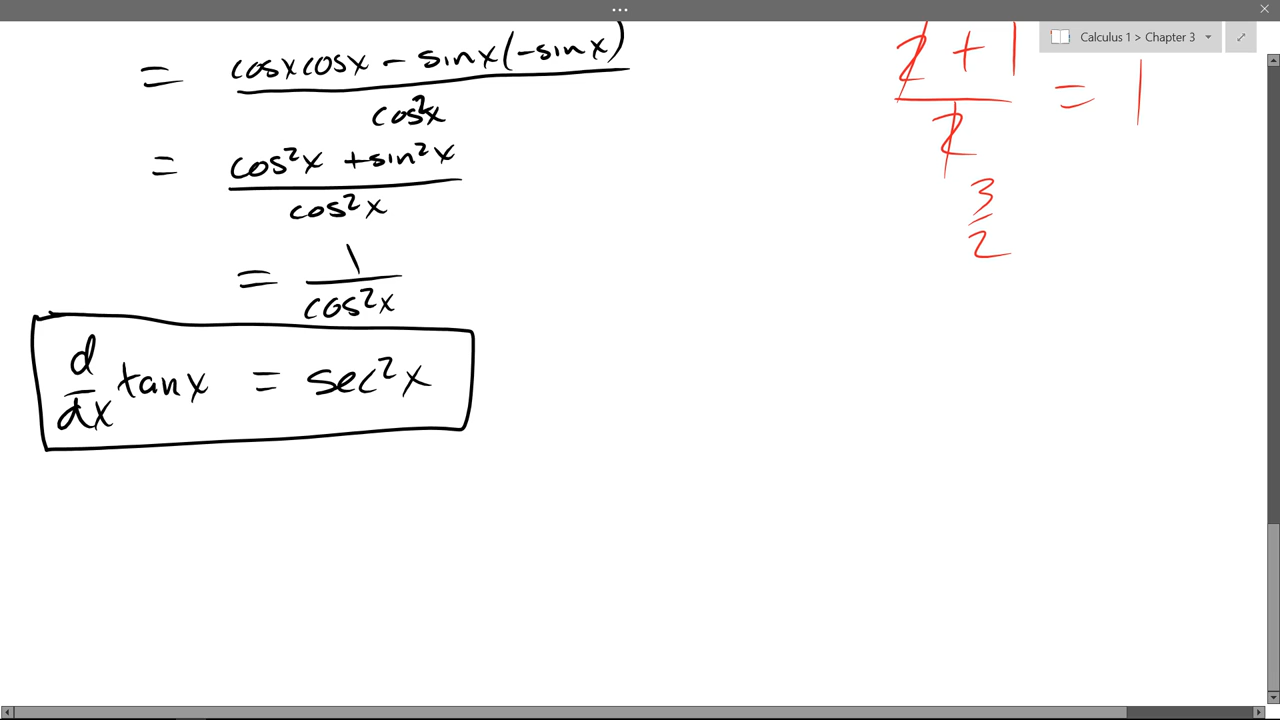 = (cosx cosx - sinx(-sinx))/cos²x
= (cos²x + sin²x)/cos²x
= 1/cos²x
d/dx tanx = sec²x
(2 + 1)/2 = 1
3/2
Calculus 1 > Chapter 3